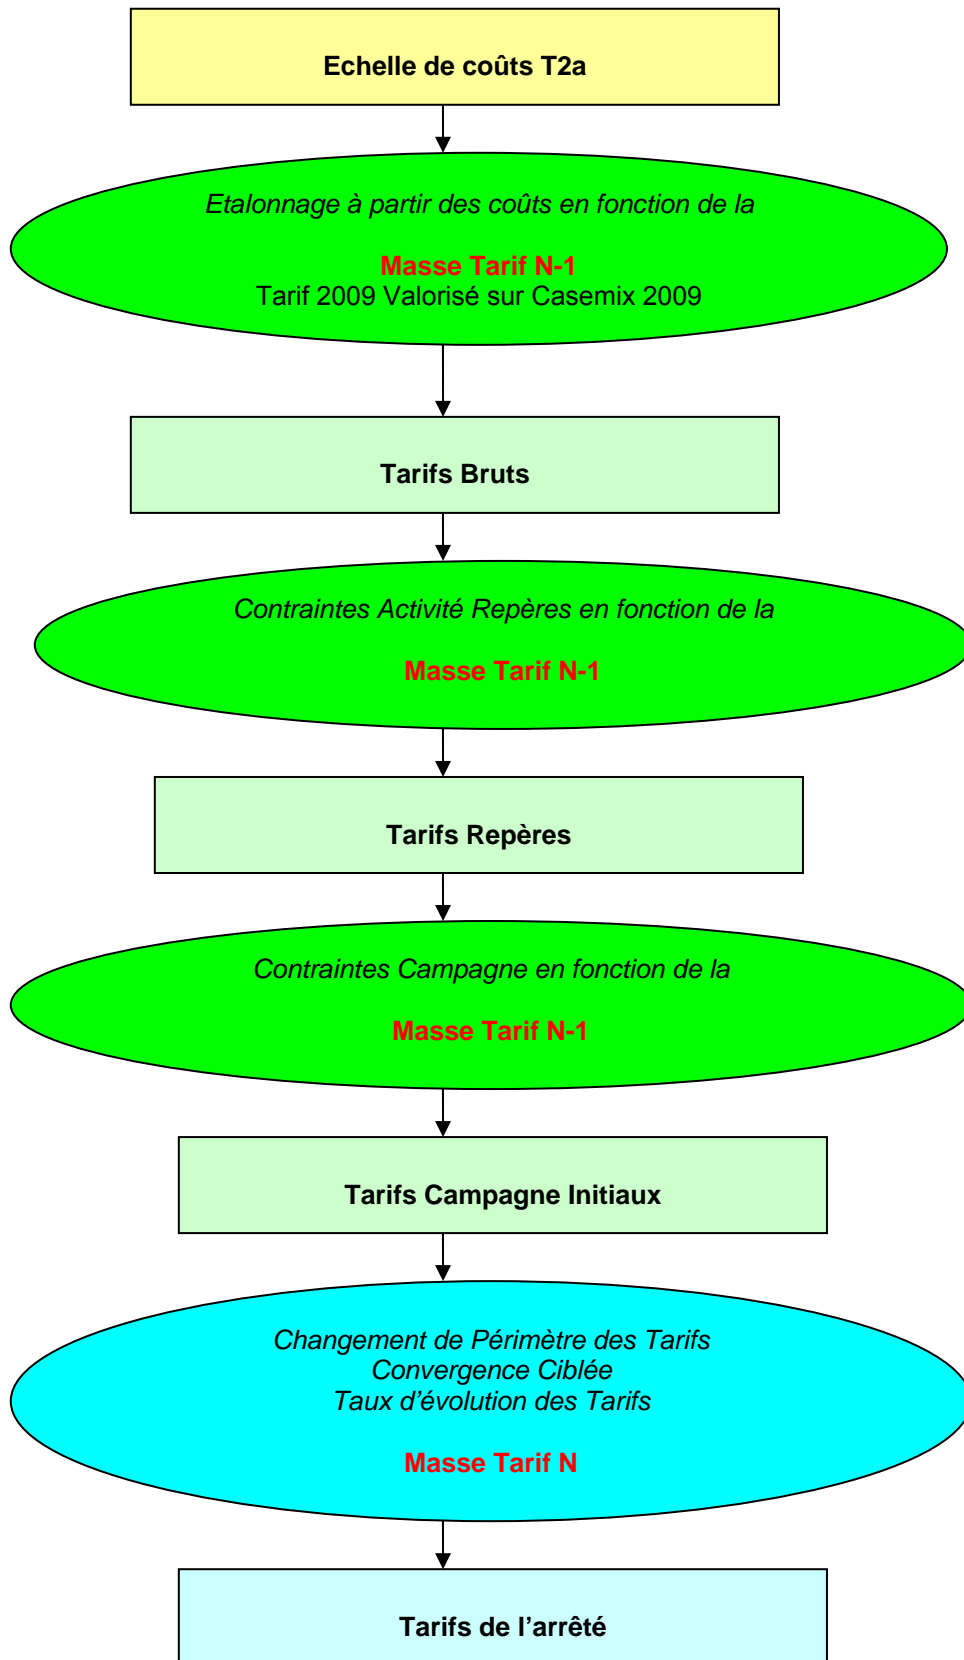 Echelle de coûts T2a
Etalonnage à partir des coûts en fonction de la
Masse Tarif N-1
Tarif 2009 Valorisé sur Casemix 2009
Tarifs Bruts
Contraintes Activité Repères en fonction de la
Masse Tarif N-1
Tarifs Repères
Contraintes Campagne en fonction de la
Masse Tarif N-1
Tarifs Campagne Initiaux
Changement de Périmètre des Tarifs
Convergence Ciblée
Taux d’évolution des Tarifs
Masse Tarif N
Tarifs de l’arrêté